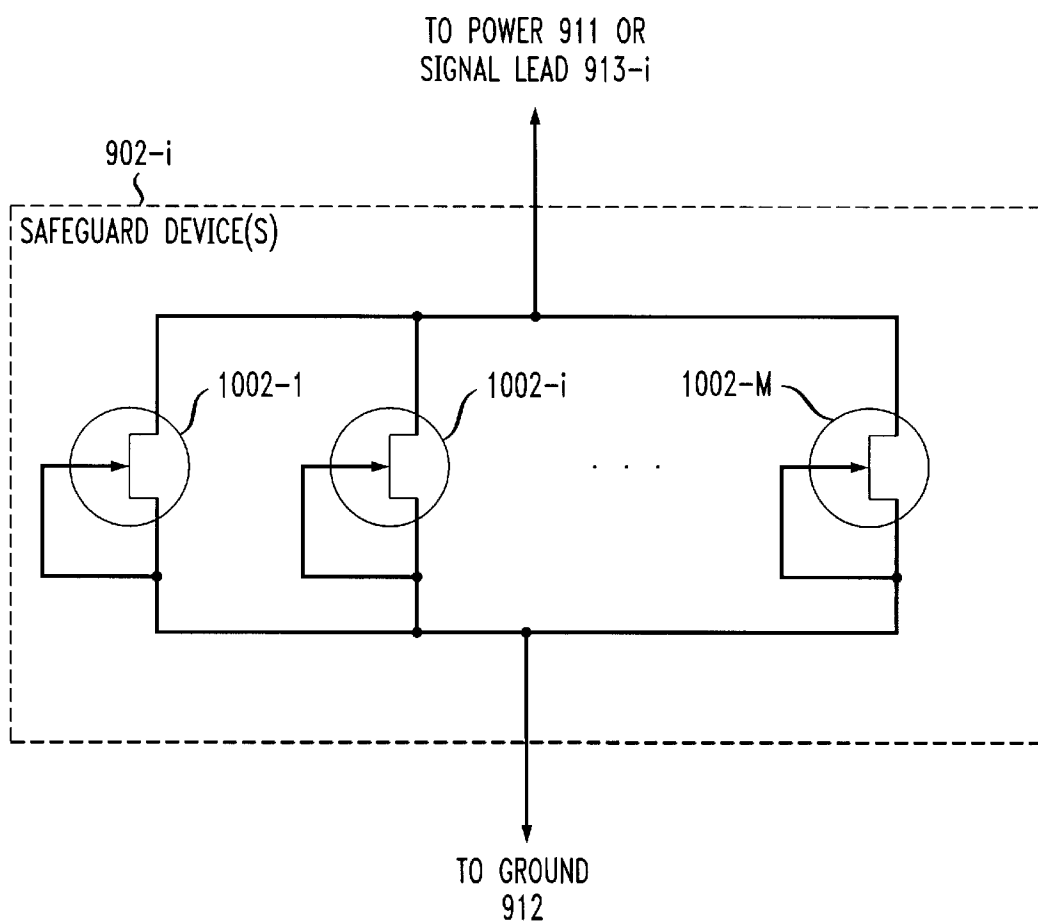 TO POWER 911 OR
SIGNAL LEAD 913-i
902-i
SAFEGUARD DEVICE(S)
1002-1
1002-i
1002-M
. . .
TO GROUND
912